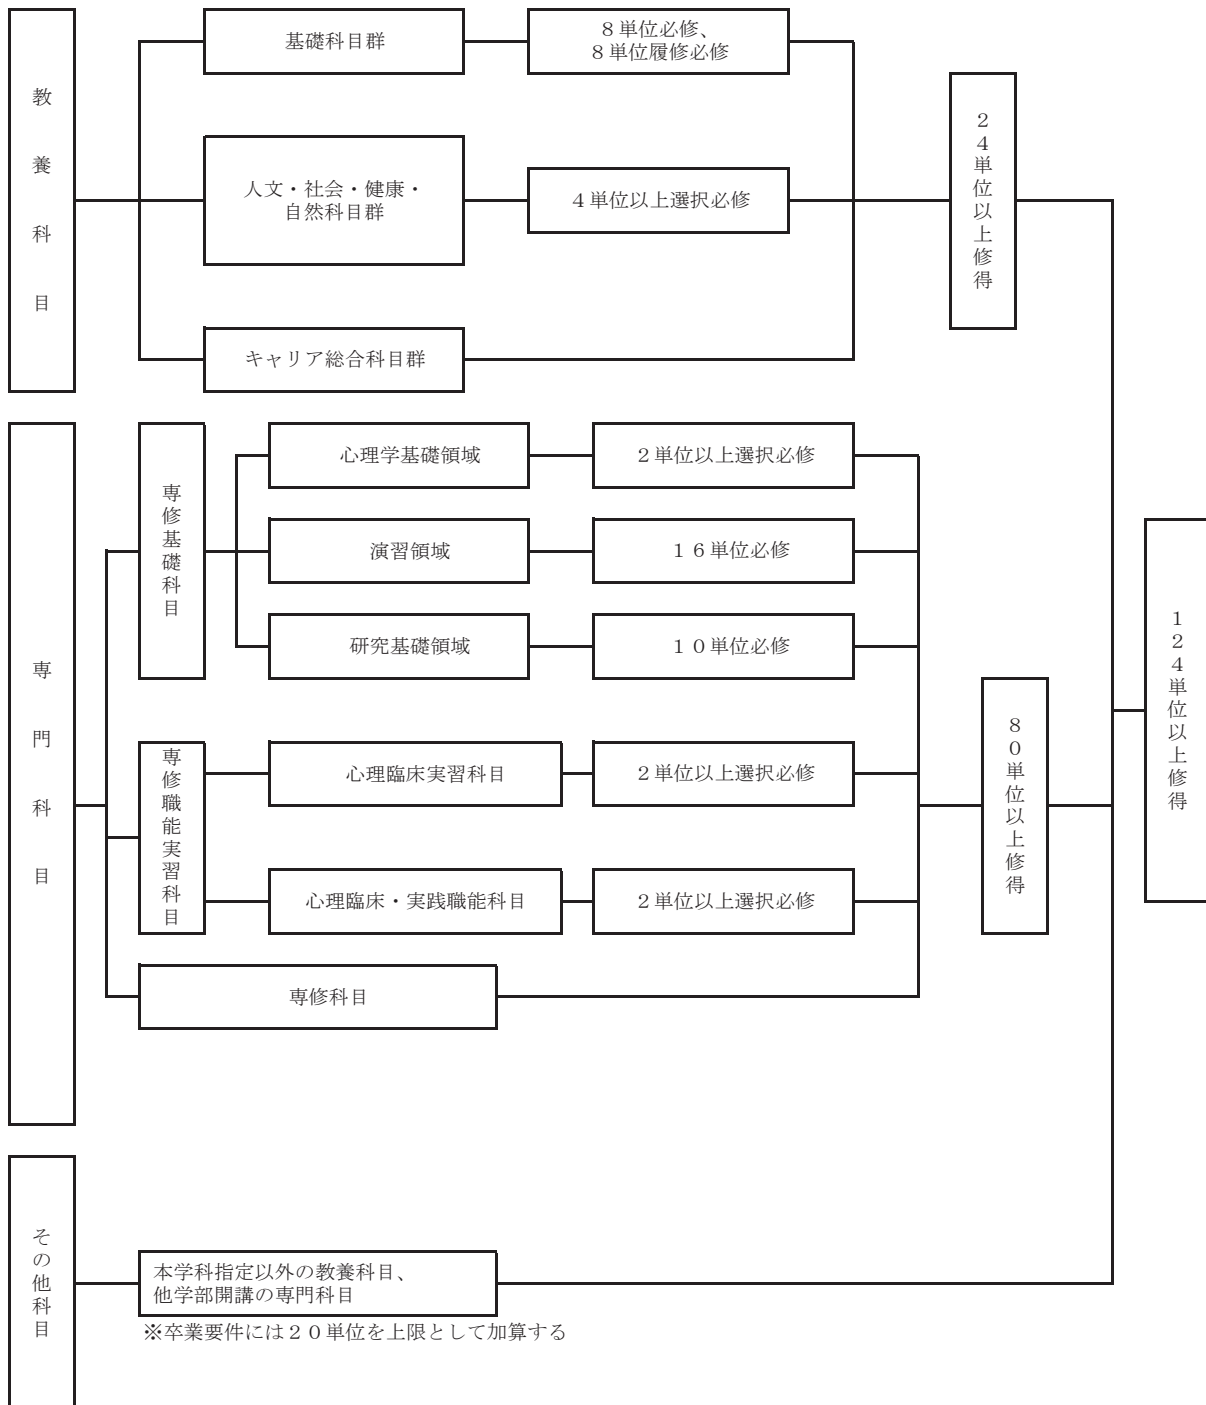 教養科目
基礎科目群
８単位必修、
８単位履修必修
人文・社会・健康・
自然科目群
４単位以上選択必修
キャリア総合科目群
２４単位以上修得
専門科目
専修基礎科目
心理学基礎領域
２単位以上選択必修
演習領域
１６単位必修
研究基礎領域
１０単位必修
専修職能実習科目
心理臨床実習科目
２単位以上選択必修
心理臨床・実践職能科目
２単位以上選択必修
専修科目
８０単位以上修得
１２４単位以上修得
その他科目
本学科指定以外の教養科目、
他学部開講の専門科目
※卒業要件には２０単位を上限として加算する